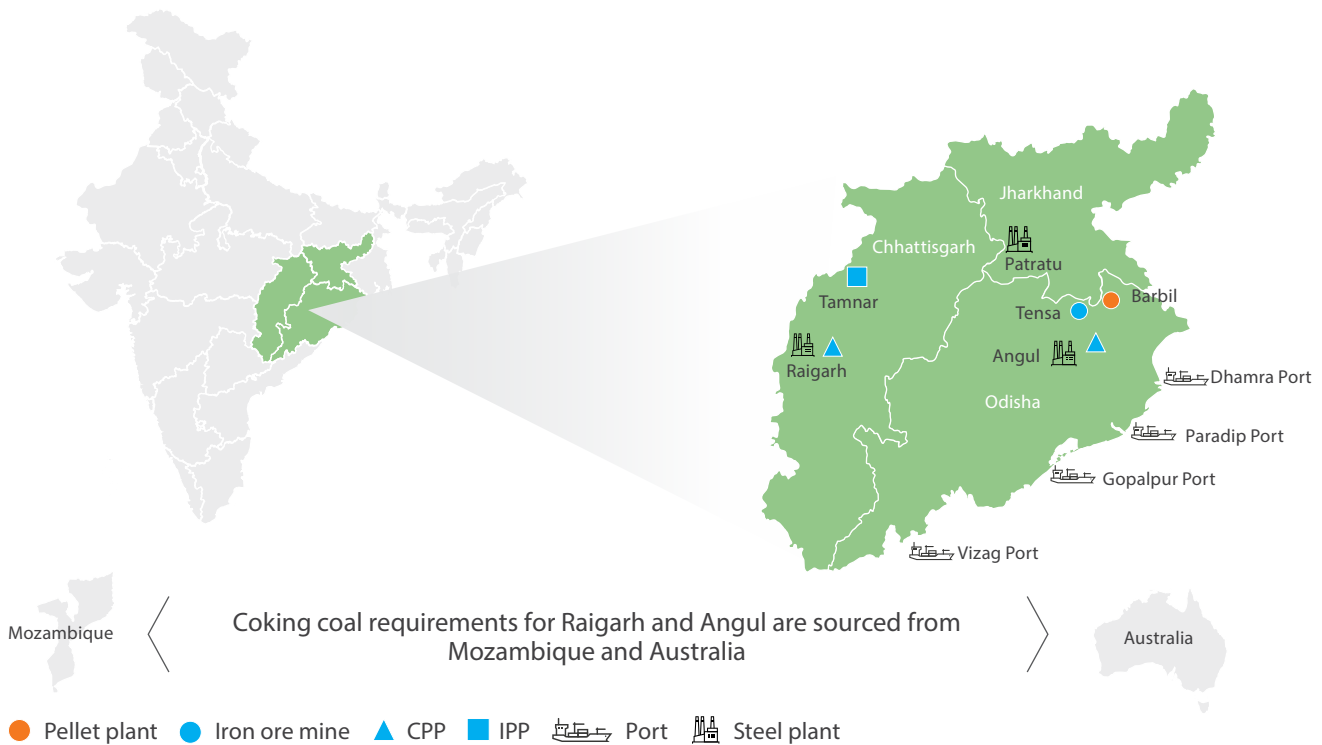 Jharkhand
Chhattisgarh
Patratu
Tamnar
Barbil
Tensa
Angul
Raigarh
Dhamra Port
Odisha
Paradip Port
Gopalpur Port
Vizag Port
Mozambique
Coking coal requirements for Raigarh and Angul are sourced from
Mozambique and Australia
Australia
Pellet plant
Iron ore mine
CPP
IPP
Port
Steel plant